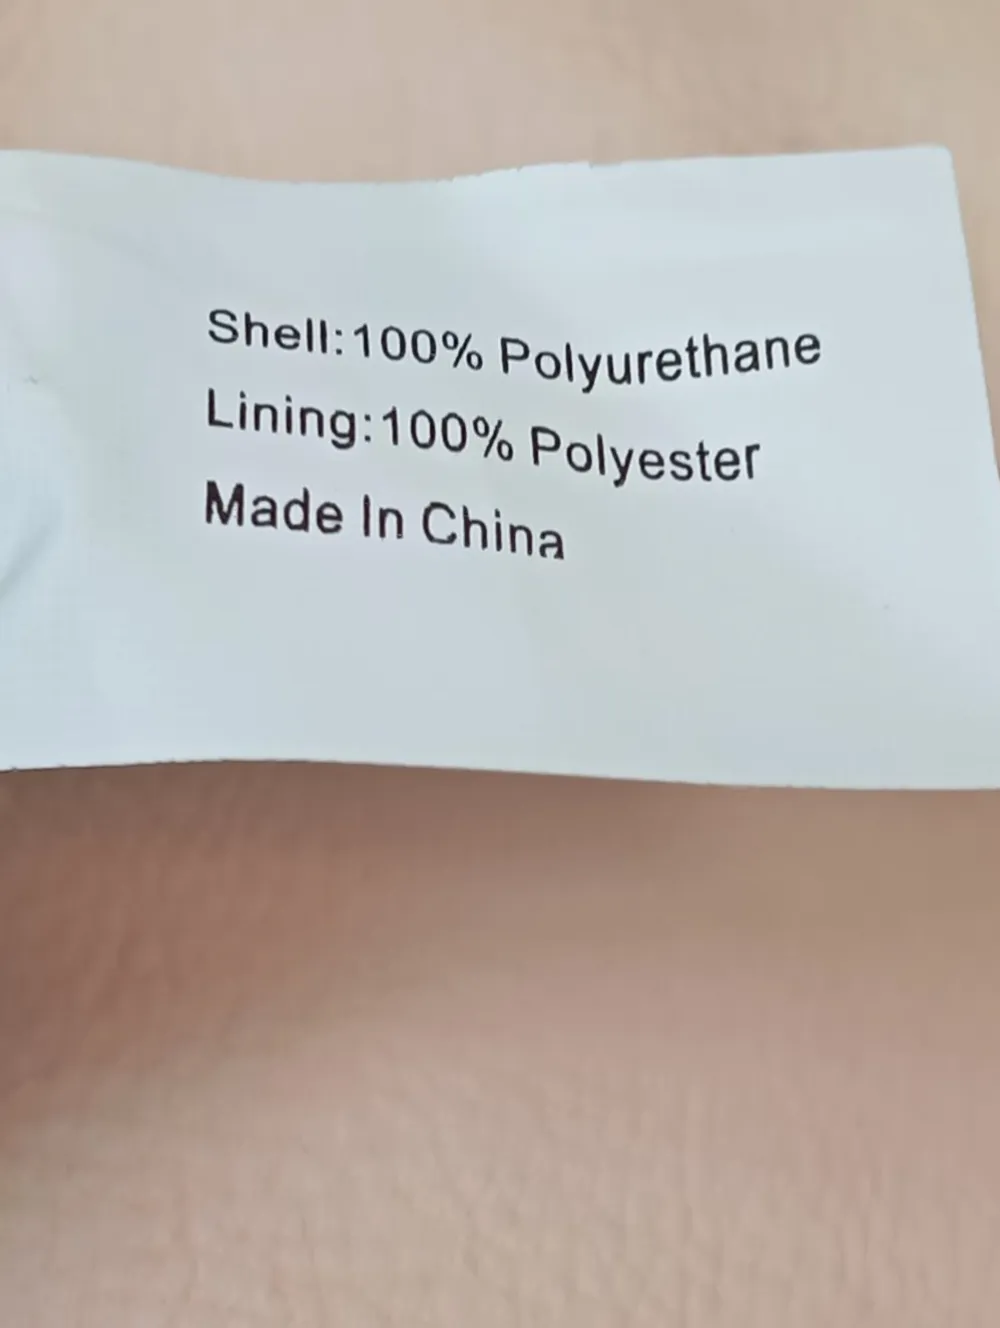 Shell:100% Polyurethane
Lining:100% Polyester
Made In China